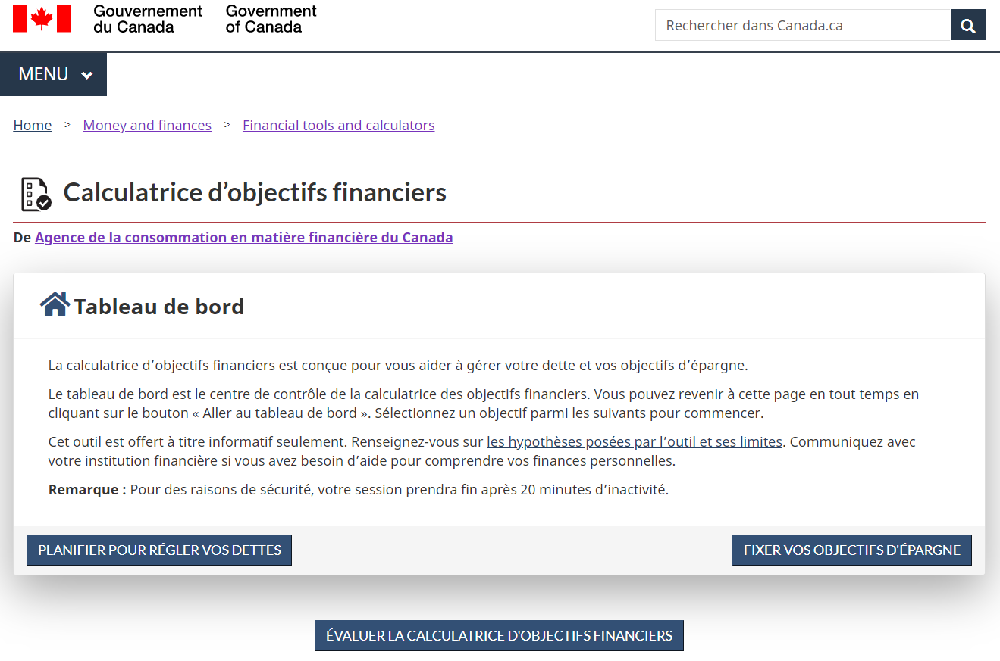 Gouvernement du Canada
Government of Canada
Rechercher dans Canada.ca
MENU
Home > Money and finances > Financial tools and calculators
Calculatrice d’objectifs financiers
De Agence de la consommation en matière financière du Canada
Tableau de bord
La calculatrice d’objectifs financiers est conçue pour vous aider à gérer votre dette et vos objectifs d’épargne.
Le tableau de bord est le centre de contrôle de la calculatrice des objectifs financiers. Vous pouvez revenir à cette page en tout temps en
cliquant sur le bouton « Aller au tableau de bord ». Sélectionnez un objectif parmi les suivants pour commencer.
Cet outil est offert à titre informatif seulement. Renseignez-vous sur les hypothèses posées par l’outil et ses limites. Communiquez avec
votre institution financière si vous avez besoin d’aide pour comprendre vos finances personnelles.
Remarque : Pour des raisons de sécurité, votre session prendra fin après 20 minutes d’inactivité.
PLANIFIER POUR RÉGLER VOS DETTES
FIXER VOS OBJECTIFS D'ÉPARGNE
ÉVALUER LA CALCULATRICE D'OBJECTIFS FINANCIERS